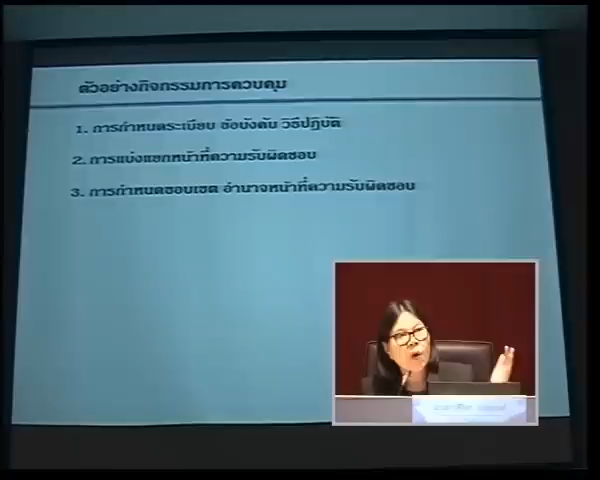 ตัวอย่างกิจกรรมการควบคุม
1. การกำหนดระเบียบ ข้อบังคับ วิธีปฏิบัติ
2. การแบ่งแยกหน้าที่ความรับผิดชอบ
3. การกำหนดขอบเขต อำนาจหน้าที่ความรับผิดชอบ